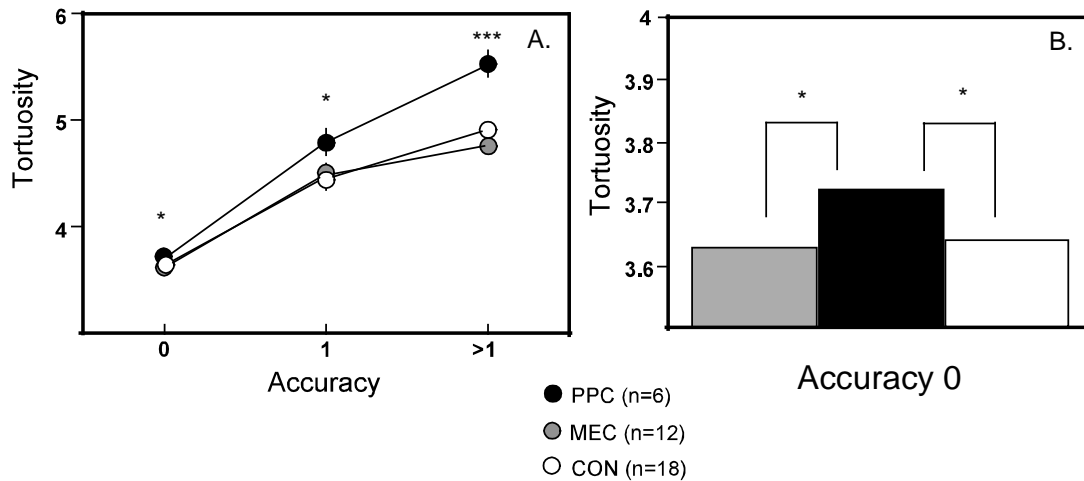 6
5
4
Tortuosity
*
*
***
A.
0
1
>1
Accuracy
4
3.9
3.8
3.7
3.6
Tortuosity
*
*
B.
Accuracy 0
PPC (n=6)
MEC (n=12)
CON (n=18)